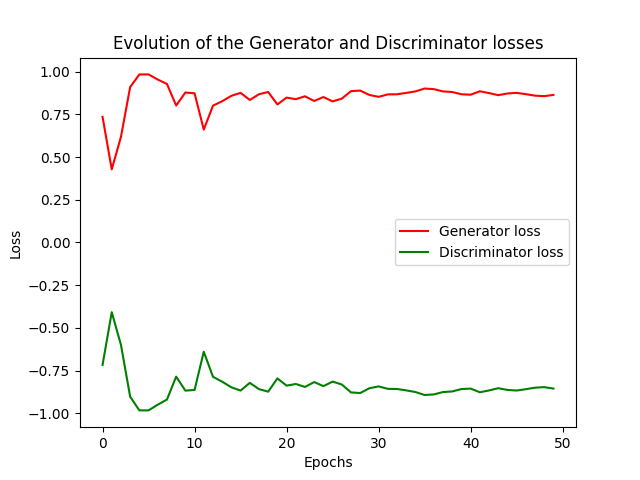 Evolution of the Generator and Discriminator losses
1.00
0.75
0.50
0.25
0.00
−0.25
−0.50
−0.75
−1.00
Loss
Generator loss
Discriminator loss
0 10 20 30 40 50
Epochs